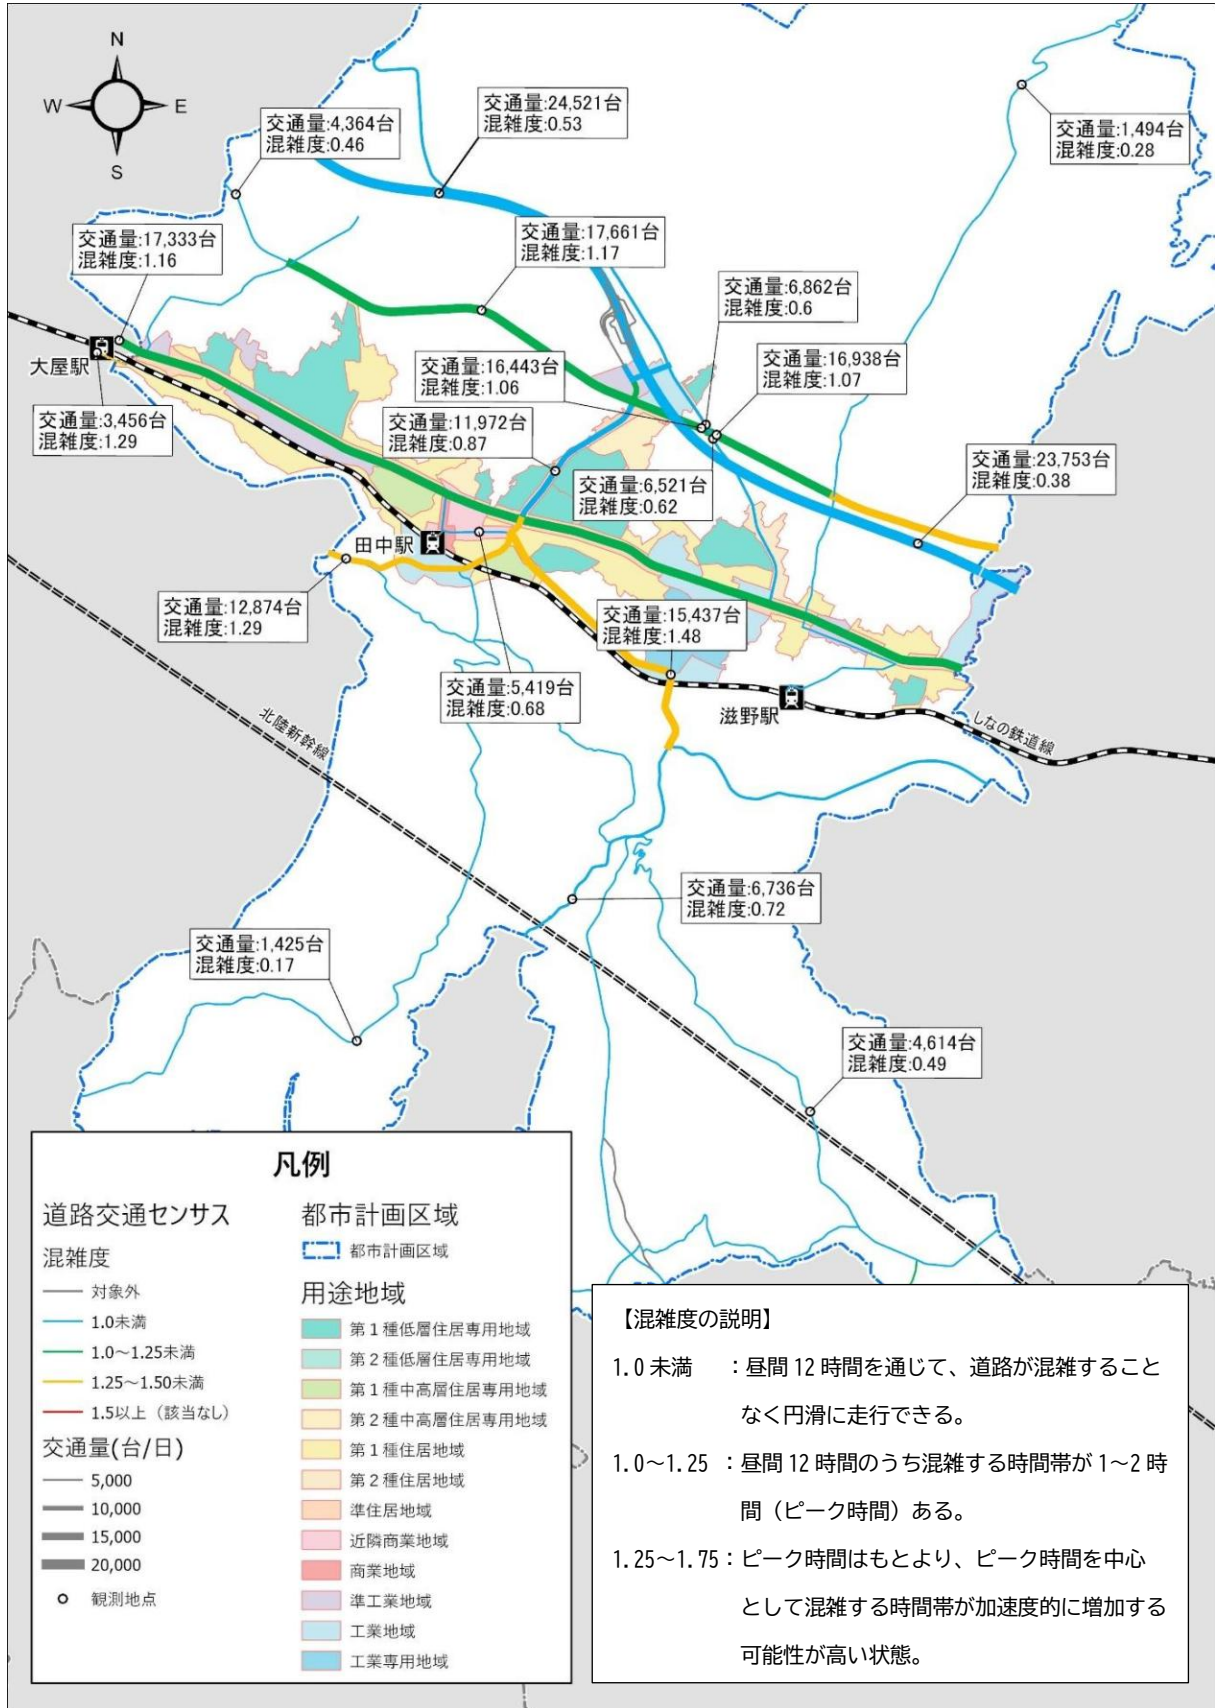 N
W
E
S
交通量:4,364台
混雑度:0.46
交通量:24,521台
混雑度:0.53
交通量:1,494台
混雑度:0.28
交通量:17,333台
混雑度:1.16
交通量:17,661台
混雑度:1.17
交通量:6,862台
混雑度:0.6
大屋駅
交通量:16,443台
混雑度:1.06
交通量:16,938台
混雑度:1.07
交通量:3,456台
混雑度:1.29
交通量:11,972台
混雑度:0.87
交通量:23,753台
混雑度:0.38
交通量:6,521台
混雑度:0.62
田中駅
交通量:12,874台
混雑度:1.29
交通量:15,437台
混雑度:1.48
交通量:5,419台
混雑度:0.68
滋野駅
しなの鉄道線
北陸新幹線
交通量:6,736台
混雑度:0.72
交通量:1,425台
混雑度:0.17
交通量:4,614台
混雑度:0.49
凡例
道路交通センサス
混雑度
対象外
1.0未満
1.0～1.25未満
1.25～1.50未満
1.5以上（該当なし）
交通量(台/日)
5,000
10,000
15,000
20,000
観測地点
都市計画区域
都市計画区域
用途地域
第1種低層住居専用地域
第2種低層住居専用地域
第1種中高層住居専用地域
第2種中高層住居専用地域
第1種住居地域
第2種住居地域
準住居地域
近隣商業地域
商業地域
準工業地域
工業地域
工業専用地域
【混雑度の説明】
1.0未満　：昼間12時間を通じて、道路が混雑すること
なく円滑に走行できる。
1.0～1.25：昼間12時間のうち混雑する時間帯が1～2時
間（ピーク時間）ある。
1.25～1.75：ピーク時間はもとより、ピーク時間を中心
として混雑する時間帯が加速度的に増加する
可能性が高い状態。